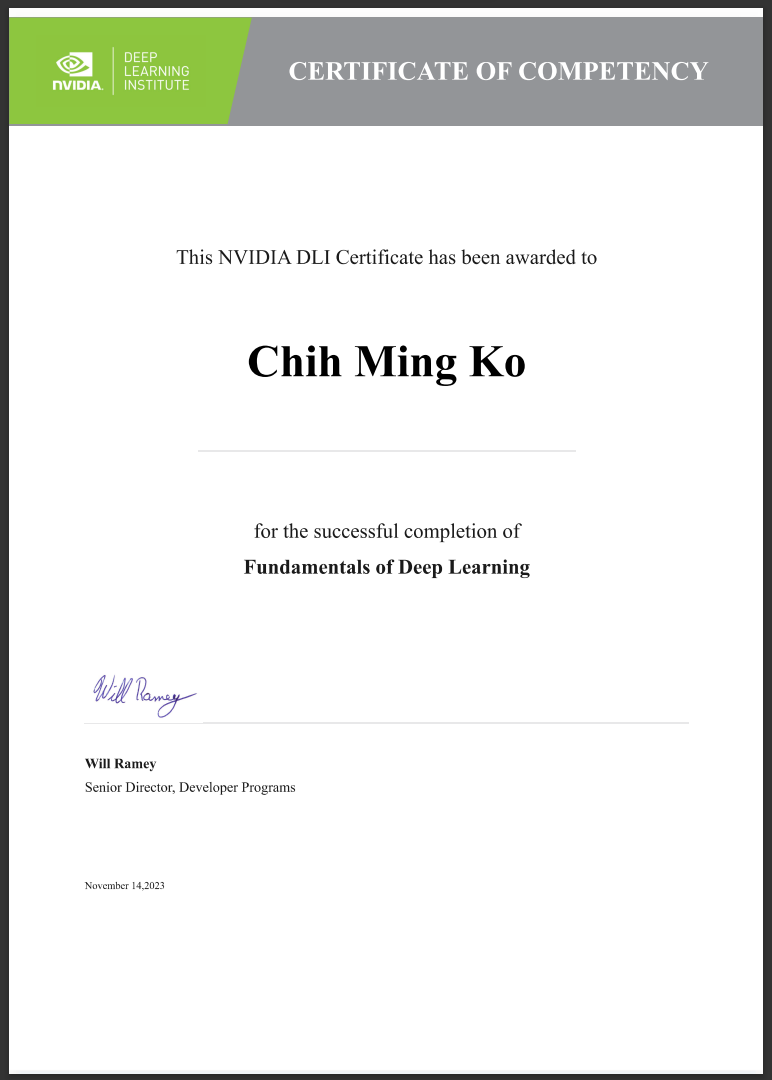 NVIDIA.
DEEP
LEARNING
INSTITUTE
CERTIFICATE OF COMPETENCY
This NVIDIA DLI Certificate has been awarded to
Chih Ming Ko
for the successful completion of
Fundamentals of Deep Learning
Will Ramey
Will Ramey
Senior Director, Developer Programs
November 14,2023